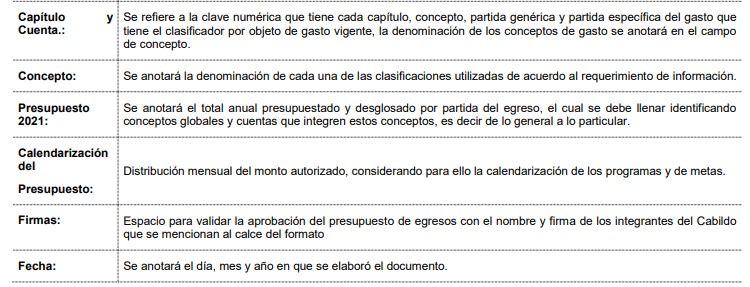 Capítulo y Se refiere a la clave numérica que tiene cada capítulo, concepto, partida genérica y partida específica del gasto que
Cuenta.: tiene el clasificador por objeto de gasto vigente, la denominación de los conceptos de gasto se anotará en el campo
de concepto.
Concepto: Se anotará la denominación de cada una de las clasificaciones utilizadas de acuerdo al requerimiento de información.
Presupuesto Se anotará el total anual presupuestado y desglosado por partida del egreso, el cual se debe llenar identificando
2021: conceptos globales y cuentas que integren estos conceptos, es decir de lo general a lo particular.
Calendarización
del
Presupuesto:
Distribución mensual del monto autorizado, considerando para ello la calendarización de los programas y de metas.
Firmas: Espacio para validar la aprobación del presupuesto de egresos con el nombre y firma de los integrantes del Cabildo
que se mencionan al calce del formato
Fecha: Se anotará el día, mes y año en que se elaboró el documento.